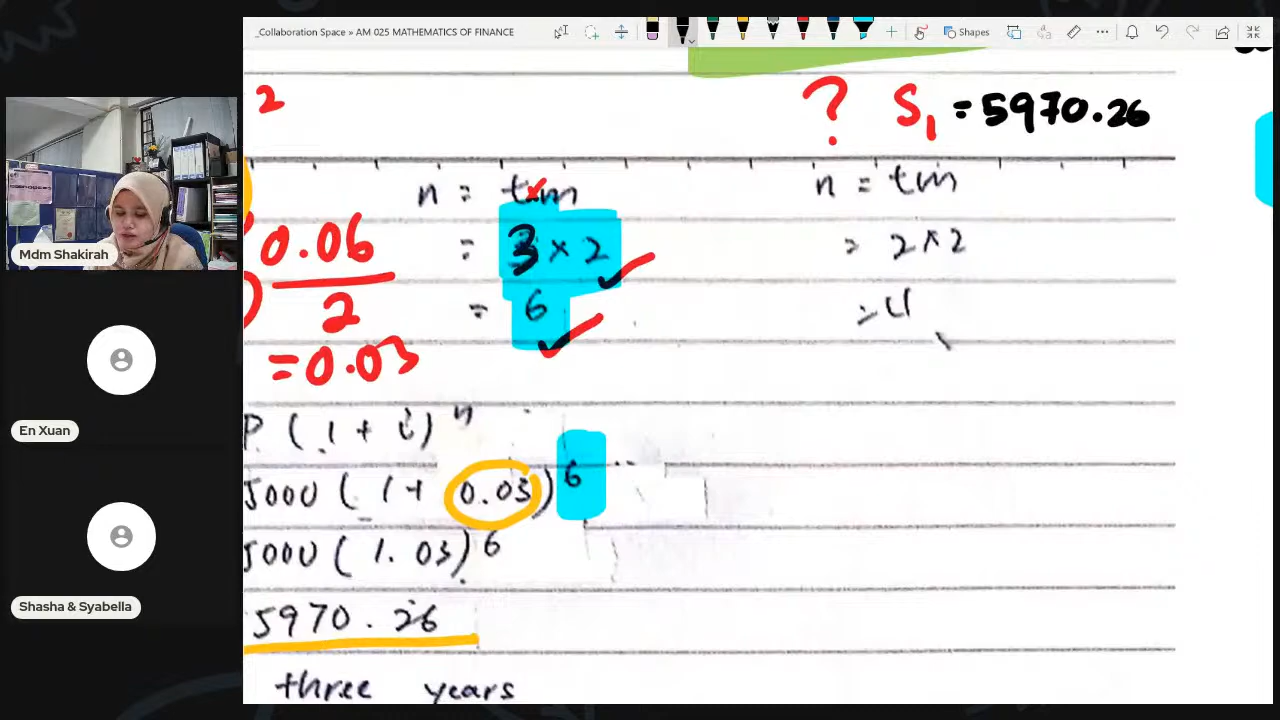 _Collaboration Space » AM 025 MATHEMATICS OF FINANCE
Shapes
2
? S1 = 5970.26
n = txm
n = tm
0.06
= 3 × 2
= 2 × 2
2
= 6
= 4
= 0.03
P ( 1 + i ) n
5000 ( 1 + 0.03 ) 6
5000 ( 1.03 ) 6
5970.26
three years
Mdm Shakirah
En Xuan
Shasha & Syabella